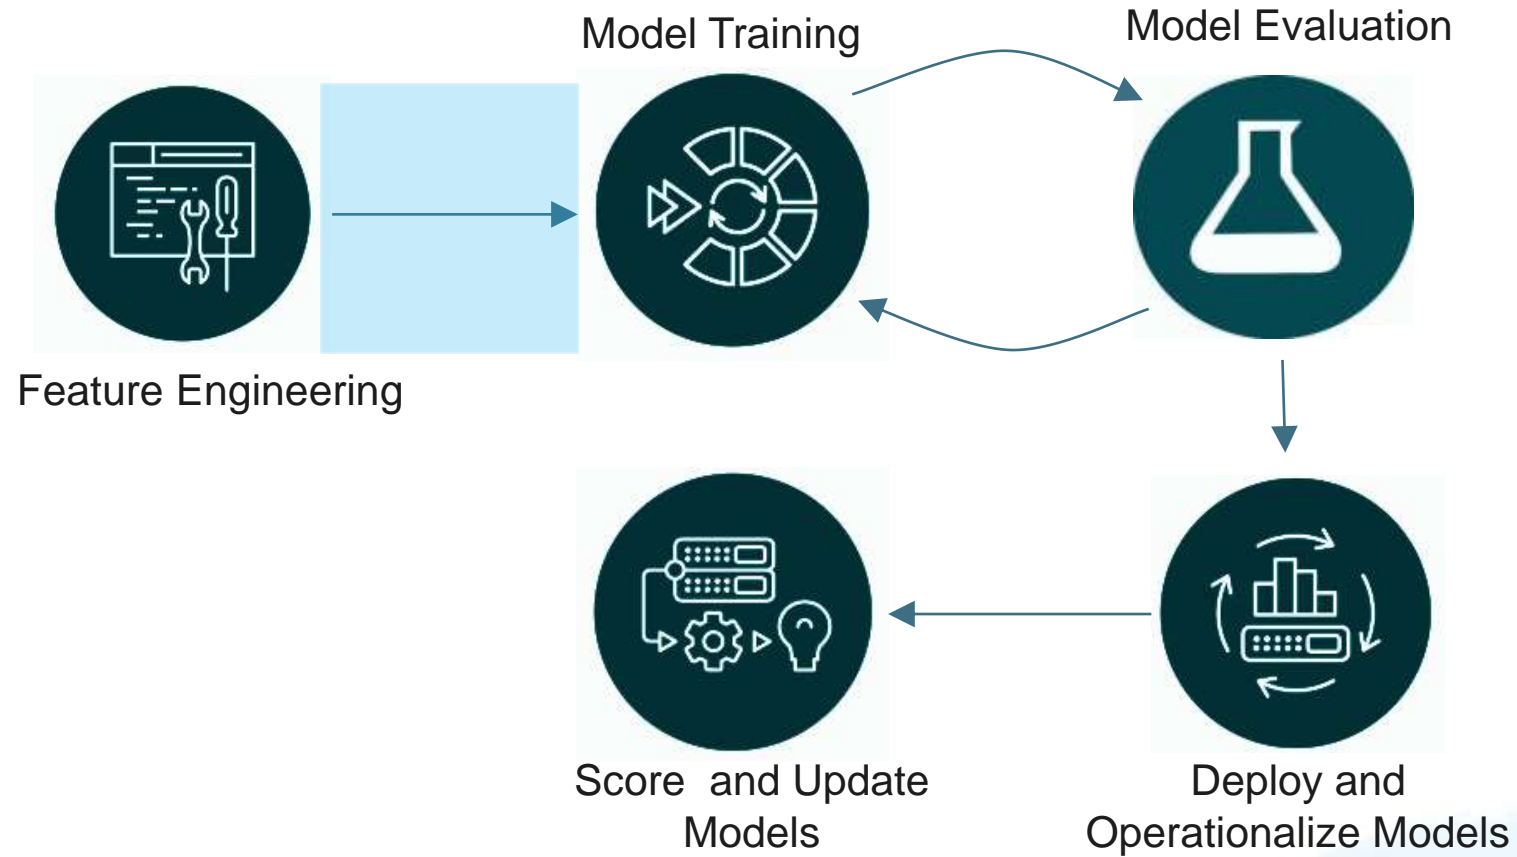 Model Training
Model Evaluation
Feature Engineering
Score  and Update
Models
Deploy and
Operationalize Models